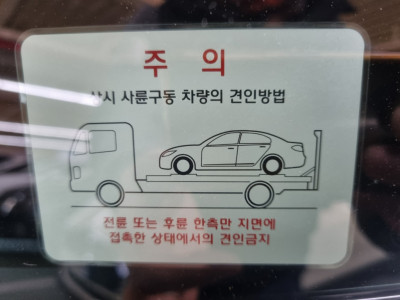 주 의
상시 사륜구동 차량의 견인방법
전륜 또는 후륜 한측만 지면에
접촉한 상태에서의 견인금지